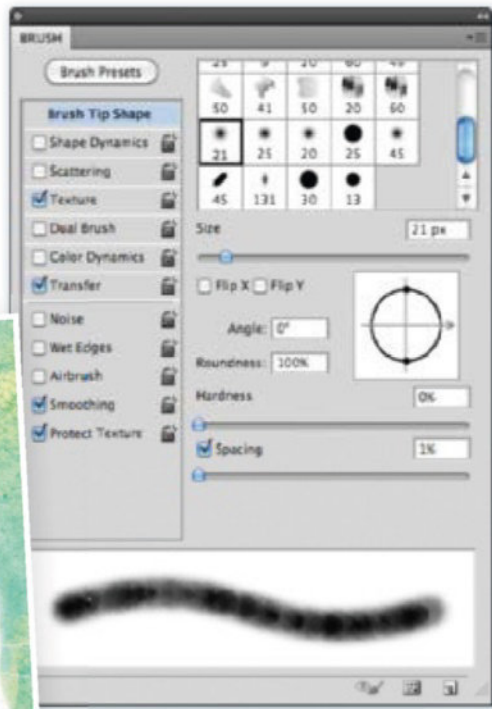 BRUSH
Brush Presets
Brush Tip Shape
Shape Dynamics
Scattering
Texture
Dual Brush
Color Dynamics
Transfer
Noise
Wet Edges
Airbrush
Smoothing
Protect Texture
50 41 50 20 60
21 25 20 25 45
45 131 30 13
Size 21 px
Flip X Flip Y
Angle: 0°
Roundness: 100%
Hardness 0%
Spacing 1%